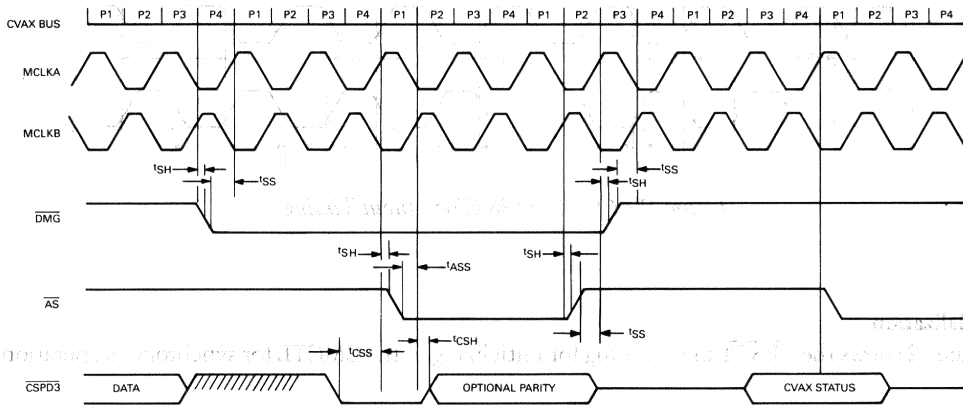 P1 P2 P3 P4 P1 P2 P3 P4 P1 P2 P3 P4 P1 P2 P3 P4 P1 P2 P3 P4 P1 P2 P3 P4
CVAX BUS
MCLKA
MCLKB
tSH tSS tSS
tSH
DMG
tSH tASS tSH
AS
tSS
tCSS tCSH
CSPD3 DATA OPTIONAL PARITY CVAX STATUS